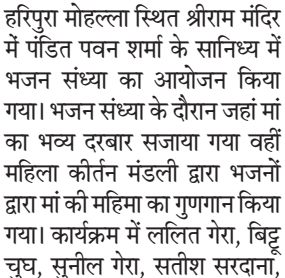 हरिपुरा मोहल्ला स्थित श्रीराम मंदिर
में पंडित पवन शर्मा के सानिध्य में
भजन संध्या का आयोजन किया
गया। भजन संध्या के दौरान जहां मां
का भव्य दरबार सजाया गया वहीं
महिला कीर्तन मंडली द्वारा भजनों
द्वारा मां की महिमा का गुणगान किया
गया। कार्यक्रम में ललित गेरा, बिट्टू
चुघ, सुनील गेरा, सतीश सरदाना,